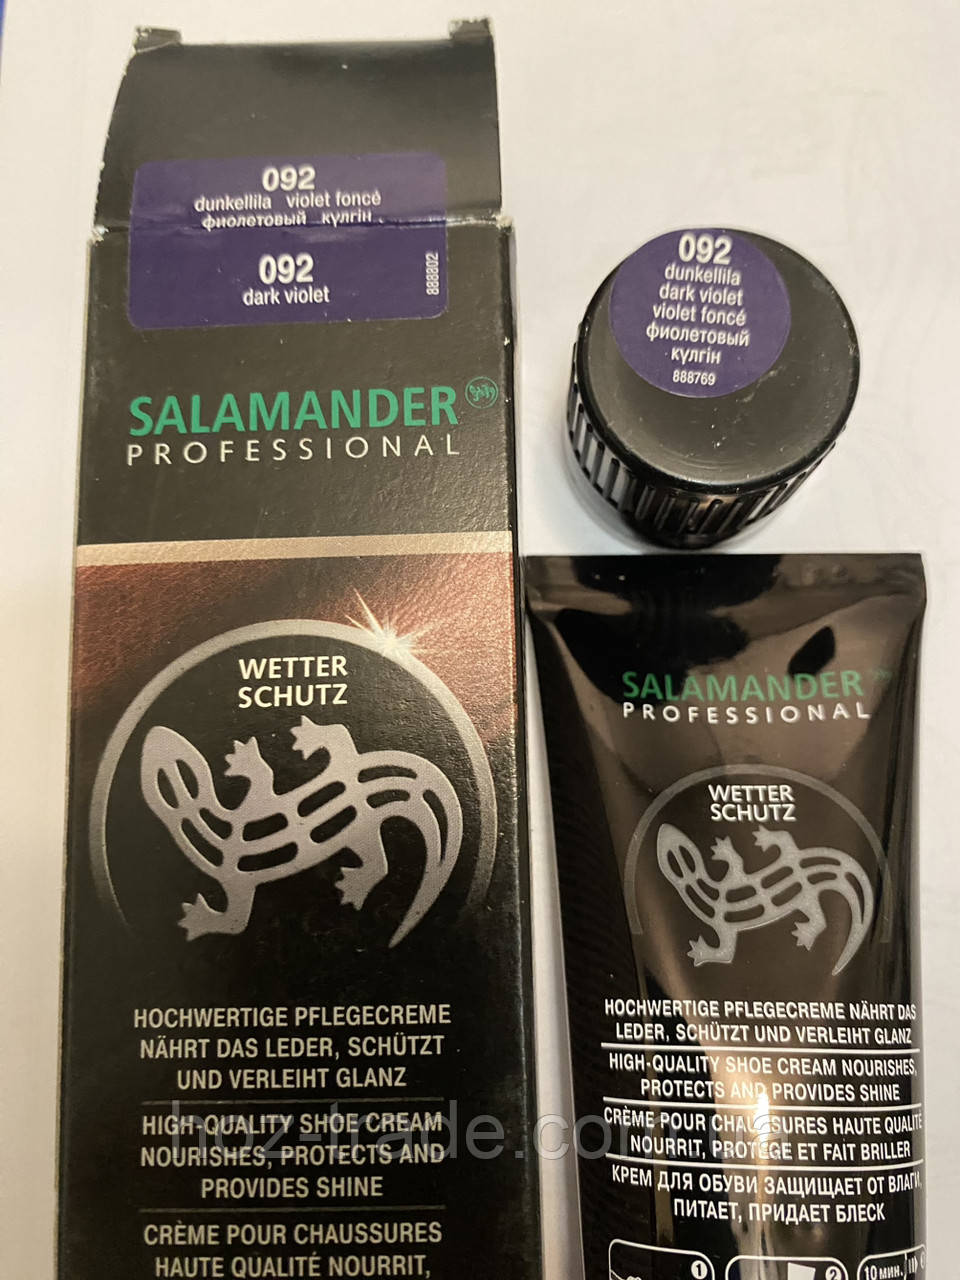 092
dunkellila violet foncé
фиолетовый күлгін
092
dark violet
888802
SALAMANDER
PROFESSIONAL
WETTER
SCHUTZ
HOCHWERTIGE PFLEGECREME
NÄHRT DAS LEDER, SCHÜTZT
UND VERLEIHT GLANZ
HIGH-QUALITY SHOE CREAM
NOURISHES, PROTECTS AND
PROVIDES SHINE
CRÈME POUR CHAUSSURES
HAUTE QUALITÉ NOURRIT,
092
dunkellila
dark violet
violet foncé
фиолетовый
күлгін
888769
SALAMANDER
PROFESSIONAL
WETTER
SCHUTZ
HOCHWERTIGE PFLEGECREME NÄHRT DAS
LEDER, SCHÜTZT UND VERLEIHT GLANZ
HIGH-QUALITY SHOE CREAM NOURISHES,
PROTECTS AND PROVIDES SHINE
CRÈME POUR CHAUSSURES HAUTE QUALITÉ
NOURRIT, PROTÈGE ET FAIT BRILLER
КРЕМ ДЛЯ ОБУВИ ЗАЩИЩАЕТ ОТ ВЛАГИ,
ПИТАЕТ, ПРИДАЕТ БЛЕСК
1
2
10 мин.
hoz-trade.com.ua